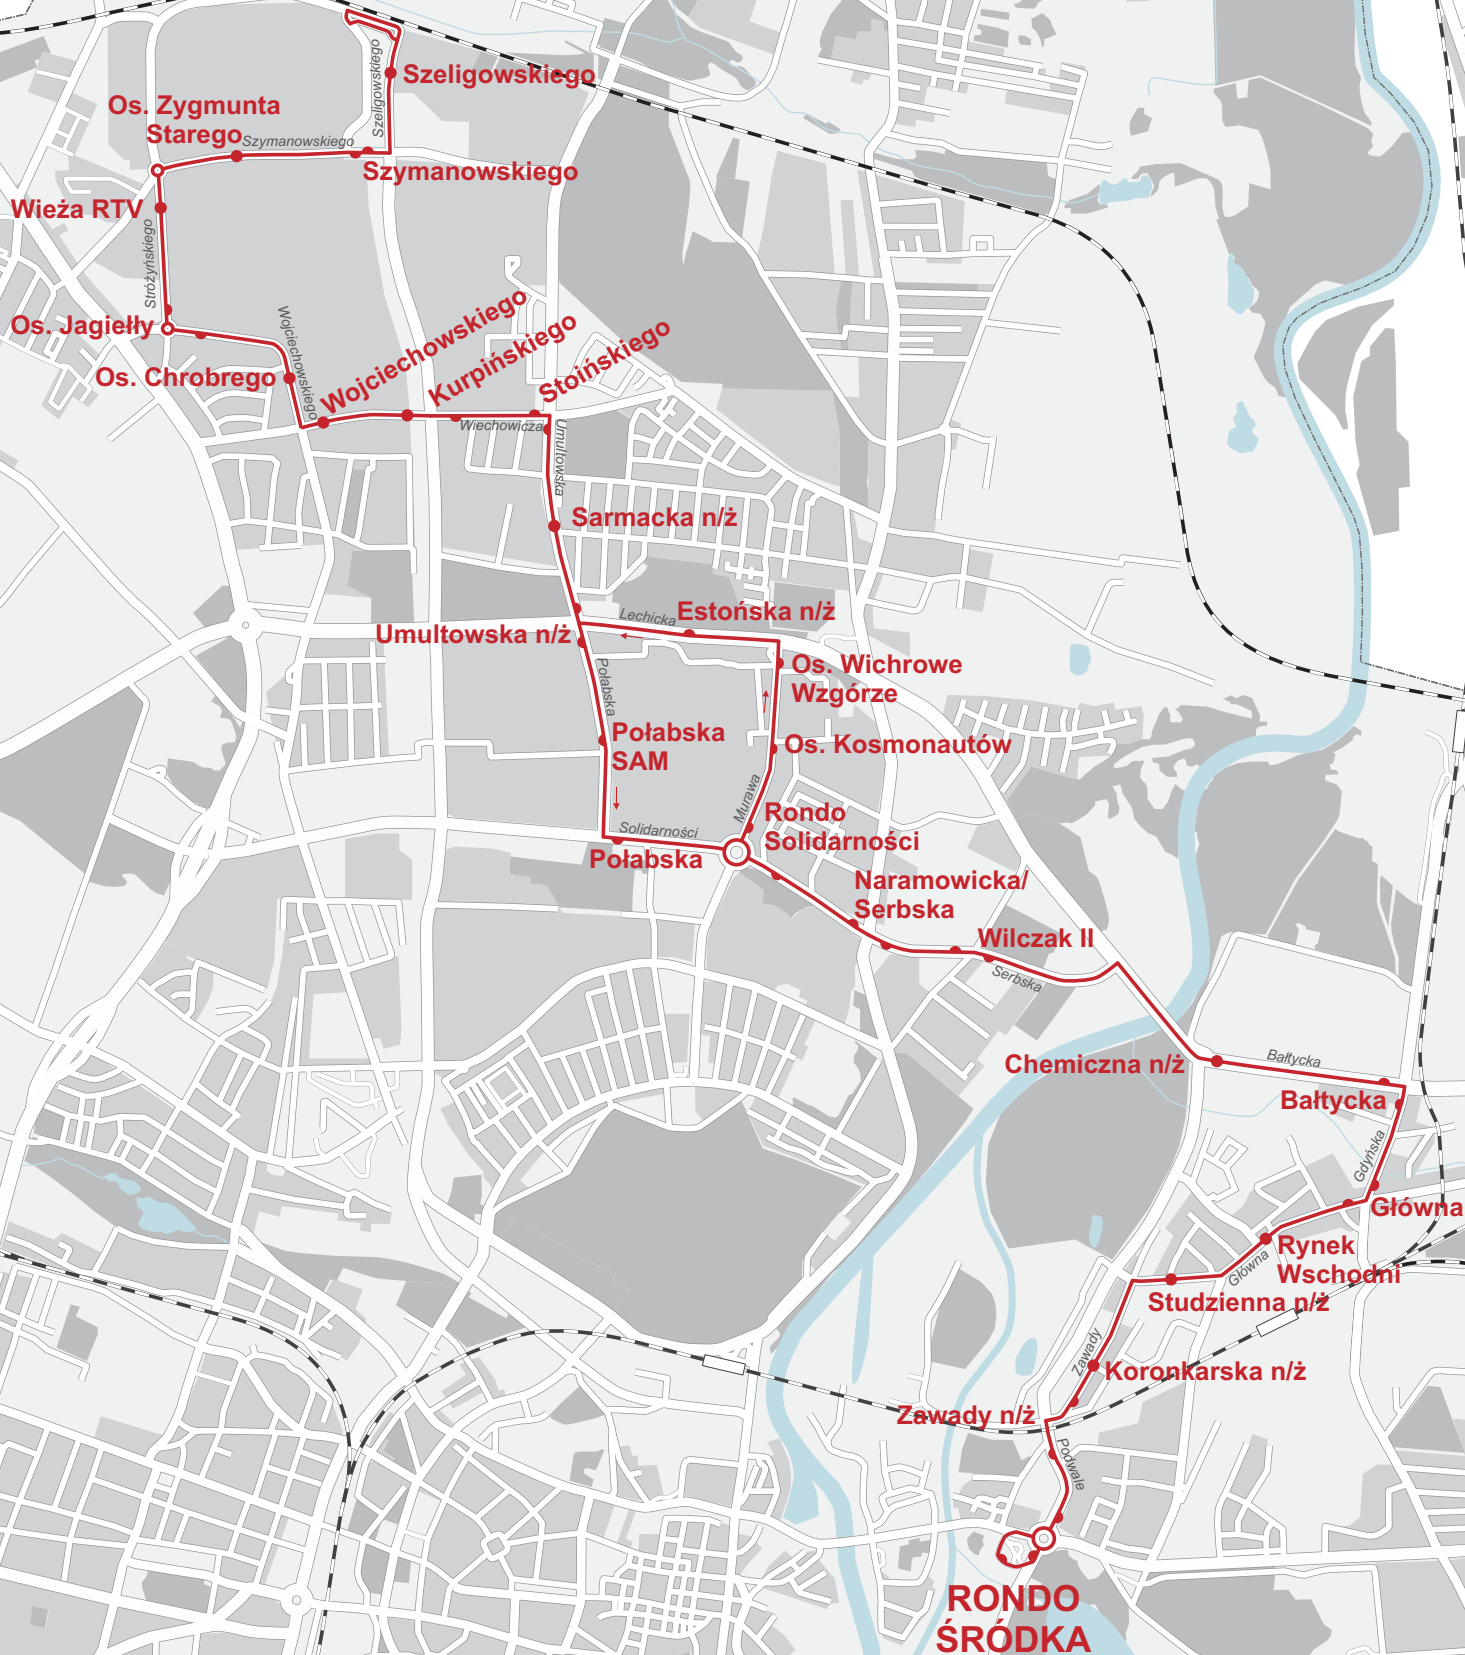 Szeligowskiego
Szeligowskiego
Os. Zygmunta
Starego
Szymanowskiego
Szymanowskiego
Wieża RTV
Stróżyńskiego
Os. Jagiełły
Wojciechowskiego
Os. Chrobrego
Wojciechowskiego
Kurpińskiego
Stoińskiego
Wiechowicza
Umultowska
Sarmacka n/ż
Lechicka
Estońska n/ż
Umultowska n/ż
Os. Wichrowe
Wzgórze
Połabska
Połabska
SAM
Os. Kosmonautów
Murawa
Rondo
Solidarności
Solidarności
Połabska
Naramowicka/
Serbska
Wilczak II
Serbska
Chemiczna n/ż
Bałtycka
Bałtycka
Gdyńska
Główna
Rynek
Wschodni
Główna
Studzienna n/ż
Zawady
Koronkarska n/ż
Zawady n/ż
Podwale
RONDO
ŚRÓDKA